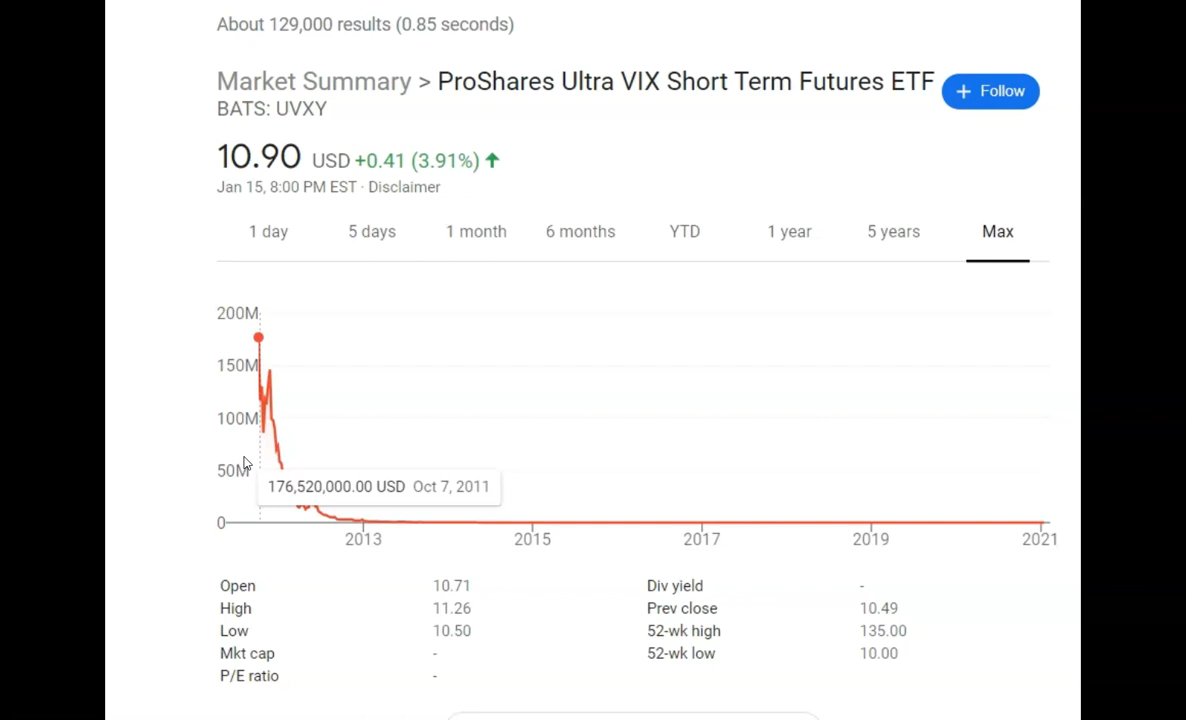 About 129,000 results (0.85 seconds)
Market Summary > ProShares Ultra VIX Short Term Futures ETF
+ Follow
BATS: UVXY
10.90 USD +0.41 (3.91%) ↑
Jan 15, 8:00 PM EST · Disclaimer
1 day 5 days 1 month 6 months YTD 1 year 5 years Max
200M
150M
100M
50M
176,520,000.00 USD Oct 7, 2011
0
2013 2015 2017 2019 2021
Open 10.71 Div yield -
High 11.26 Prev close 10.49
Low 10.50 52-wk high 135.00
Mkt cap - 52-wk low 10.00
P/E ratio -